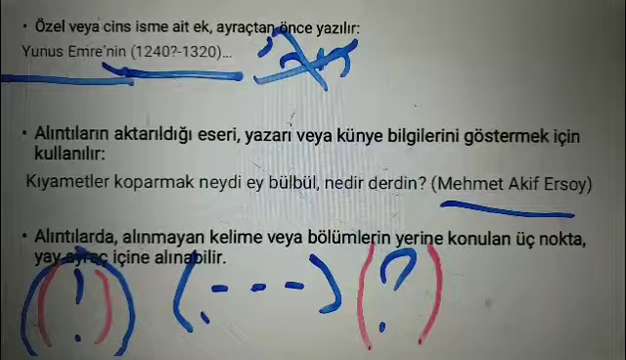 • Özel veya cins isme ait ek, ayraçtan önce yazılır:
Yunus Emre'nin (1240?-1320)...
• Alıntıların aktarıldığı eseri, yazarı veya künye bilgilerini göstermek için
kullanılır:
Kıyametler koparmak neydi ey bülbül, nedir derdin? (Mehmet Akif Ersoy)
• Alıntılarda, alınmayan kelime veya bölümlerin yerine konulan üç nokta,
yay ayraç içine alınabilir.
(!) (...) (?)